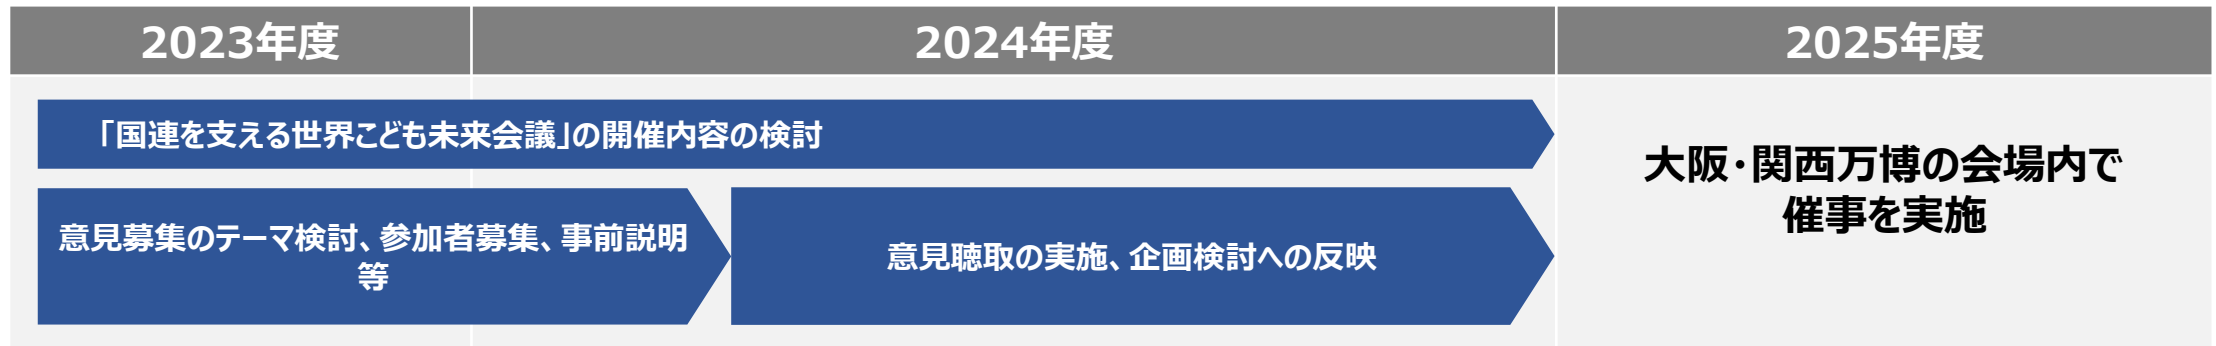 2023年度
2024年度
2025年度
「国連を支える世界こども未来会議」の開催内容の検討
意見募集のテーマ検討、参加者募集、事前説明
等
意見聴取の実施、企画検討への反映
大阪・関西万博の会場内で
催事を実施